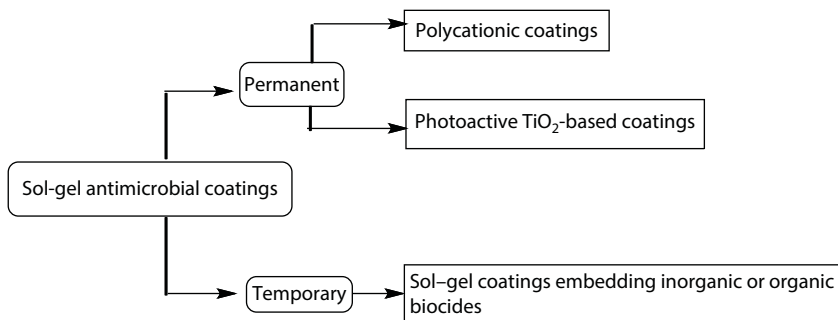 Polycationic coatings
Permanent
Photoactive TiO₂-based coatings
Sol-gel antimicrobial coatings
Temporary
Sol–gel coatings embedding inorganic or organic
biocides